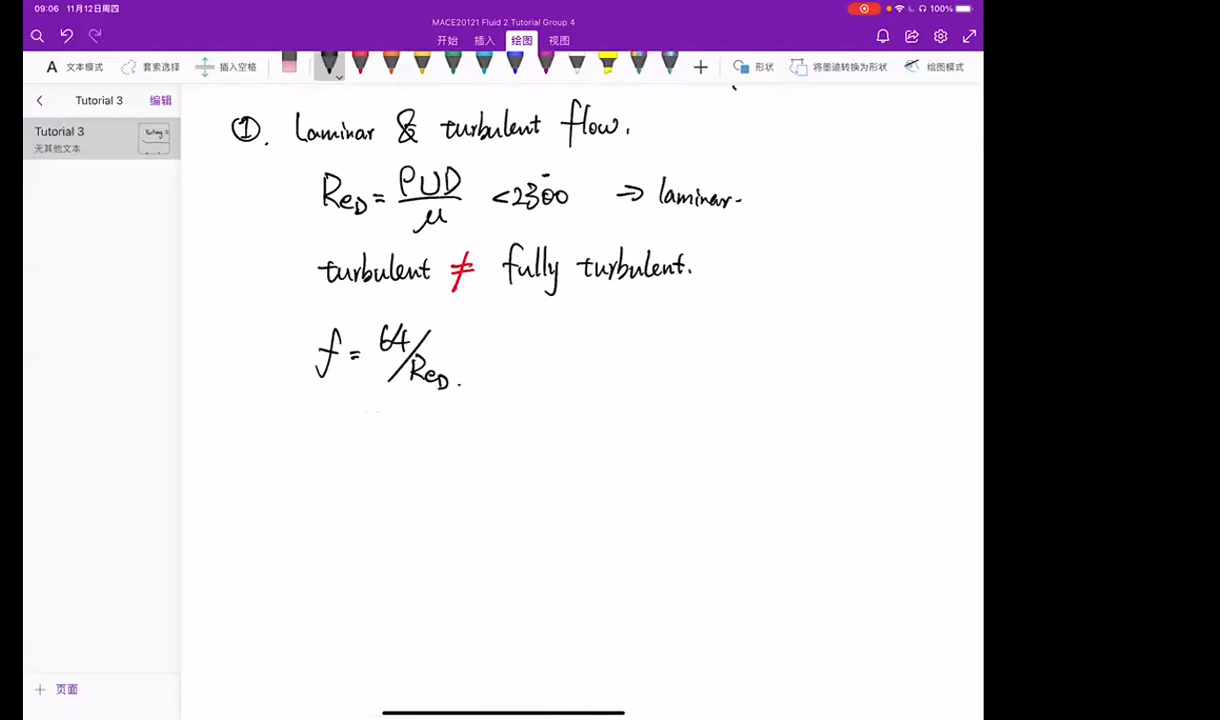 09:06 11月12日周四
100%
MACE20121 Fluid 2 Tutorial Group 4
开始 插入 绘图 视图
A 文本模式 套索选择 插入空格 形状 将墨迹转换为形状 绘图模式
Tutorial 3 编辑
Tutorial 3
无其他文本
①. Laminar & turbulent flow.
Re_D = ρUD/μ < 2300 → laminar.
turbulent ≠ fully turbulent.
f = 64/Re_D.
+ 页面